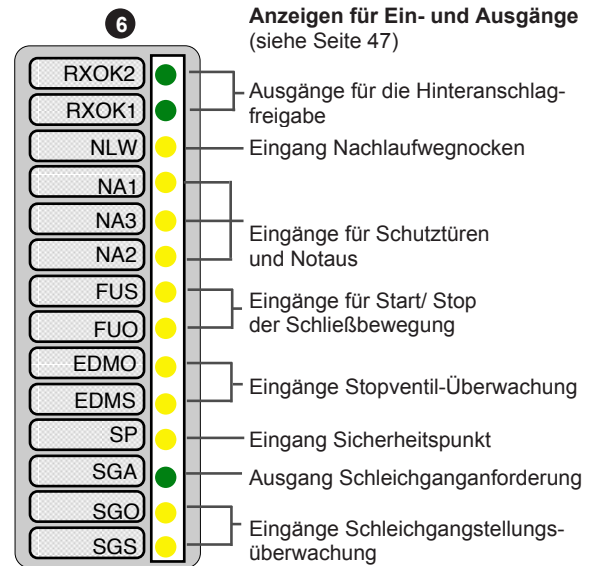 6
Anzeigen für Ein- und Ausgänge
(siehe Seite 47)
RXOK2
RXOK1
Ausgänge für die Hinteranschlag-
freigabe
NLW
Eingang Nachlaufwegnocken
NA1
NA3
NA2
Eingänge für Schutztüren
und Notaus
FUS
FUO
Eingänge für Start/ Stop
der Schließbewegung
EDMO
EDMS
Eingänge Stopventil-Überwachung
SP
Eingang Sicherheitspunkt
SGA
Ausgang Schleichganganforderung
SGO
SGS
Eingänge Schleichgangstellungs-
überwachung